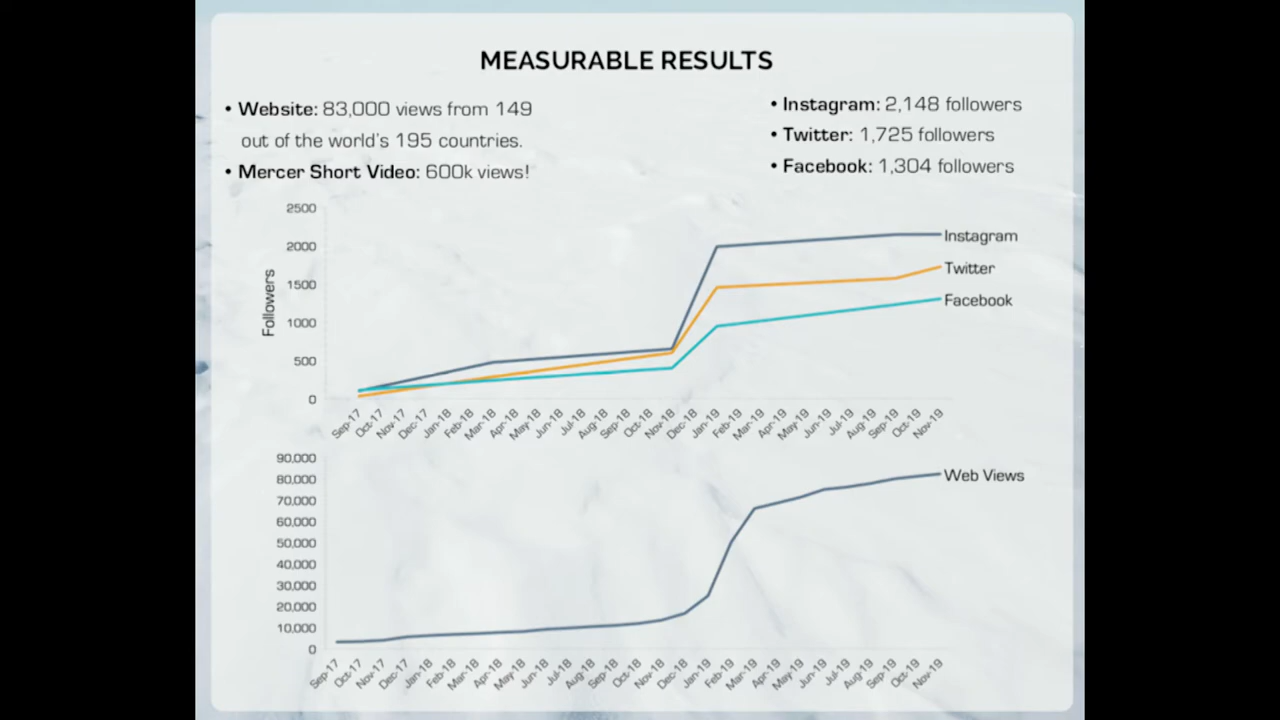 MEASURABLE RESULTS
• Website: 83,000 views from 149
out of the world's 195 countries.
• Mercer Short Video: 600k views!
• Instagram: 2,148 followers
• Twitter: 1,725 followers
• Facebook: 1,304 followers
2500
2000
1500
1000
500
0
Followers
Instagram
Twitter
Facebook
Sep-17 Oct-17 Nov-17 Dec-17 Jan-18 Feb-18 Mar-18 Apr-18 May-18 Jun-18 Jul-18 Aug-18 Sep-18 Oct-18 Nov-18 Dec-18 Jan-19 Feb-19 Mar-19 Apr-19 May-19 Jun-19 Jul-19 Aug-19 Sep-19 Oct-19 Nov-19
90,000
80,000
70,000
60,000
50,000
40,000
30,000
20,000
10,000
0
Web Views
Sep-17 Oct-17 Nov-17 Dec-17 Jan-18 Feb-18 Mar-18 Apr-18 May-18 Jun-18 Jul-18 Aug-18 Sep-18 Oct-18 Nov-18 Dec-18 Jan-19 Feb-19 Mar-19 Apr-19 May-19 Jun-19 Jul-19 Aug-19 Sep-19 Oct-19 Nov-19